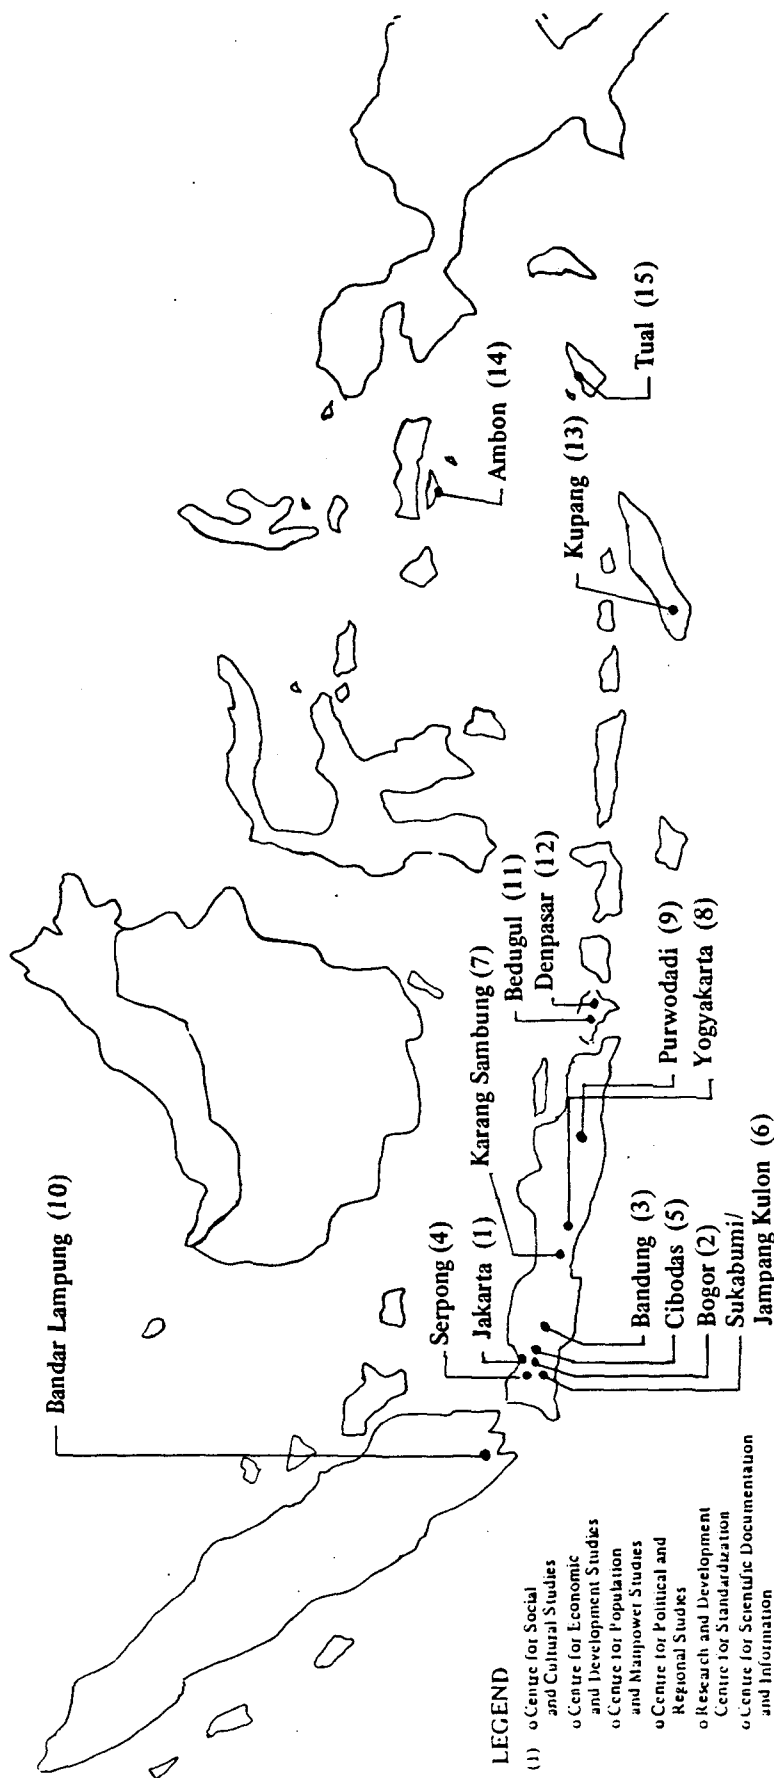 Bandar Lampung (10)
Serpong (4)
Jakarta (1)
Karang Sambung (7)
Bedugul (11)
Denpasar (12)
Ambon (14)
Kupang (13)
Tual (15)
Purwodadi (9)
Yogyakarta (8)
Bandung (3)
Cibodas (5)
Bogor (2)
Sukabumi/
Jampang Kulon (6)
LEGEND
(1) o Centre for Social
and Cultural Studies
o Centre for Economic
and Development Studies
o Centre for Population
and Manpower Studies
o Centre for Political and
Regional Studies
o Research and Development
Centre for Standardization
o Centre for Scientific Documentation
and Information